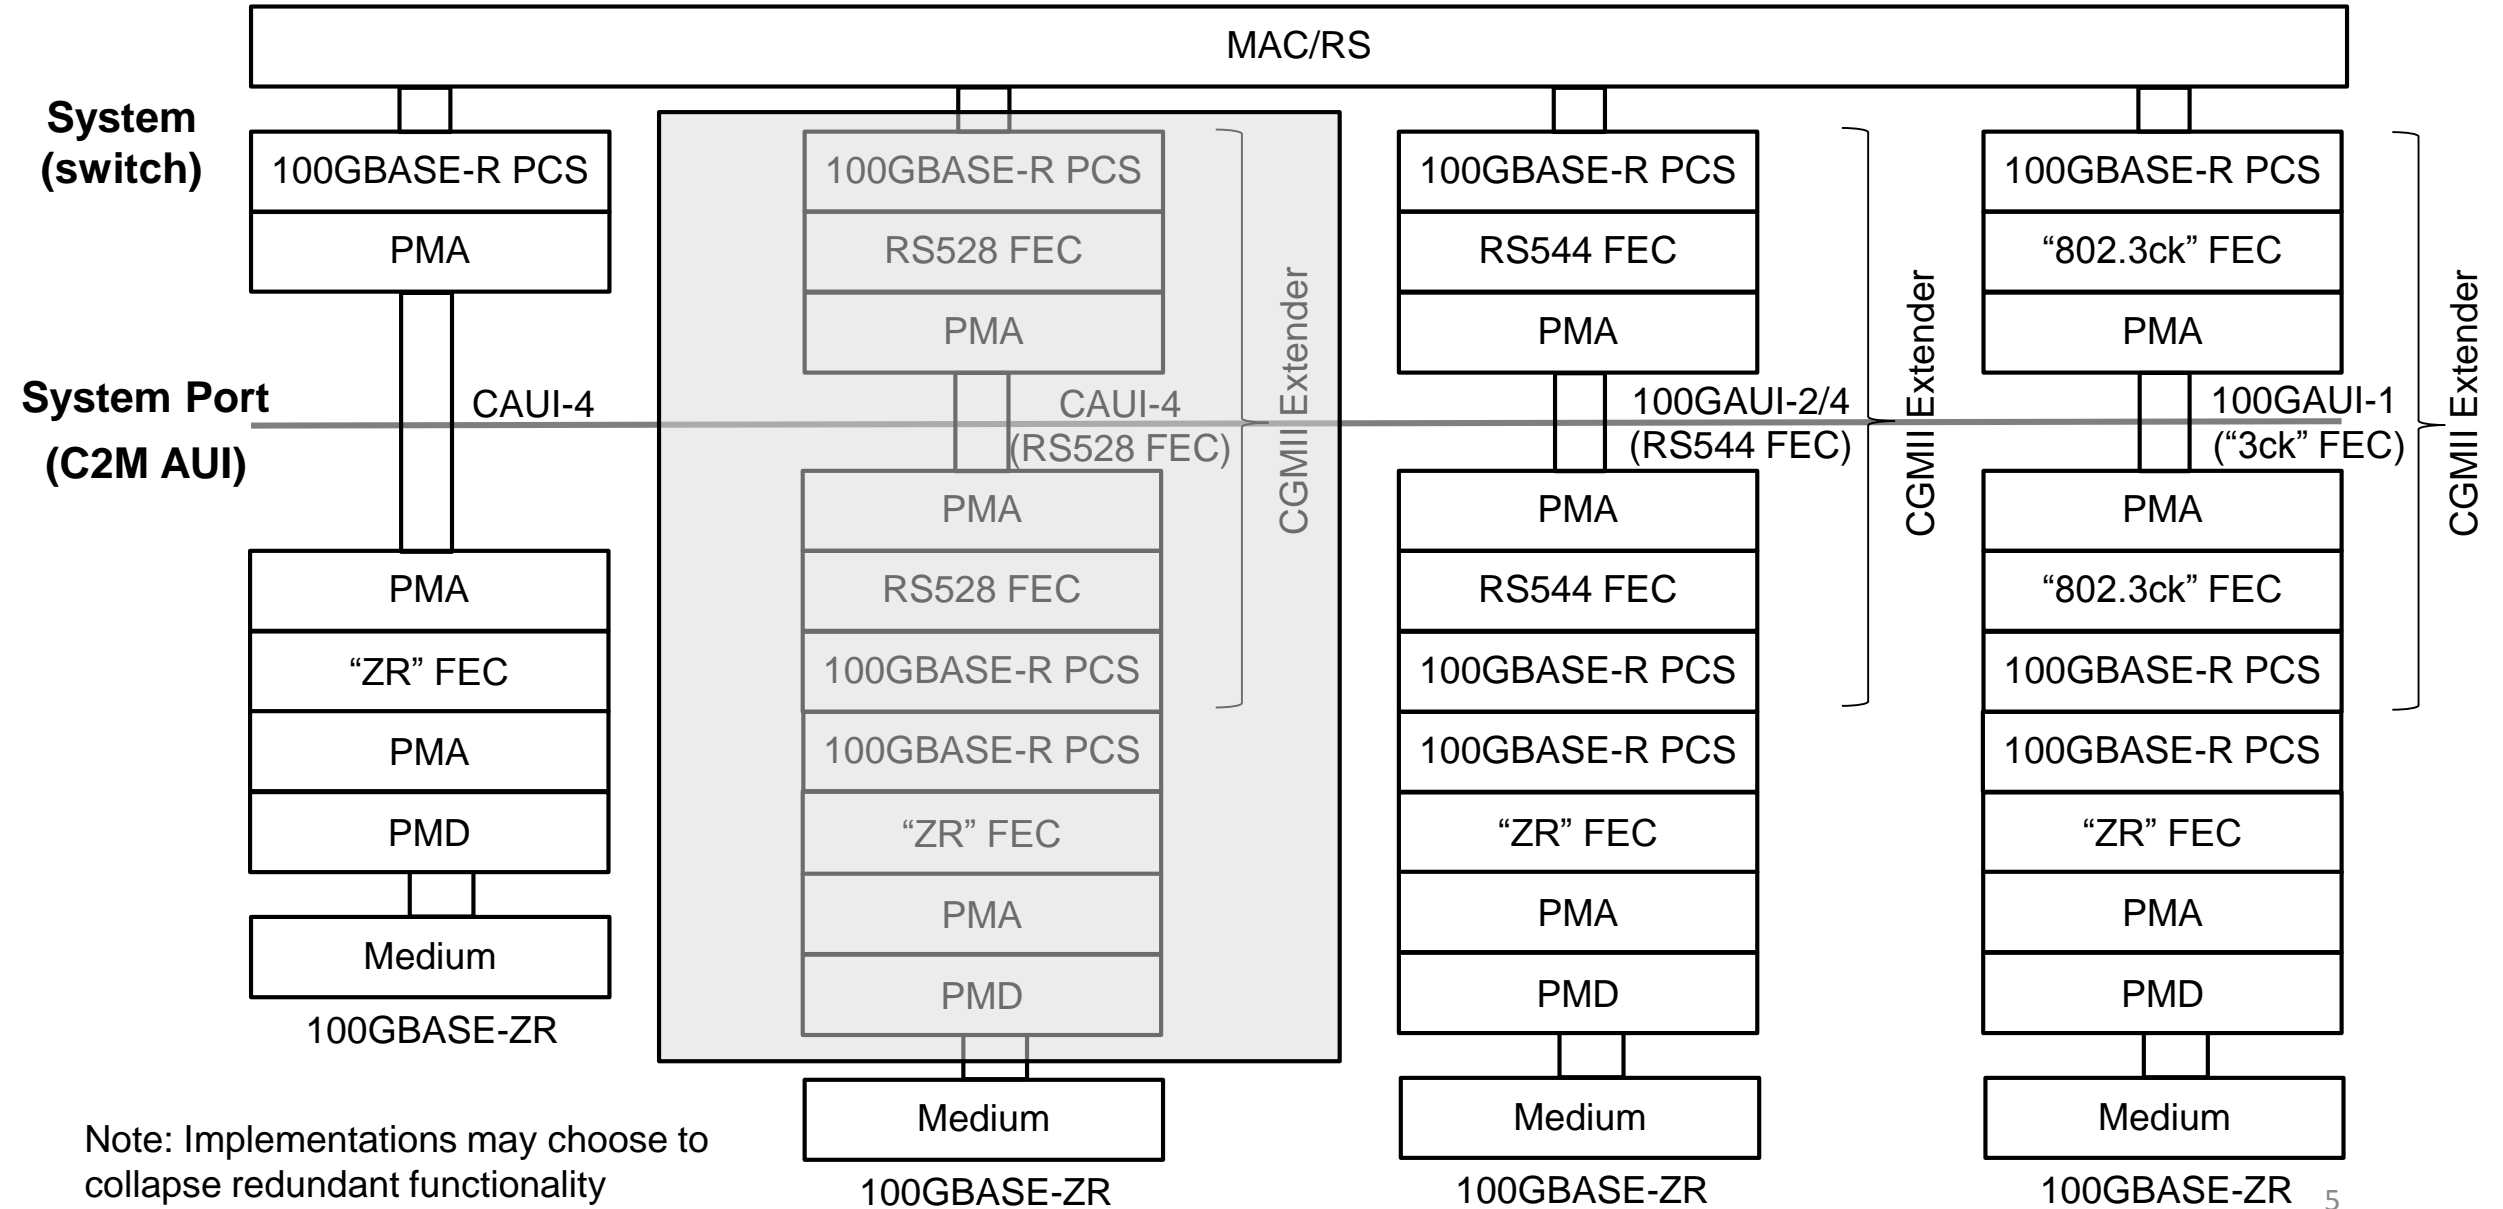 MAC/RS
System
(switch)
System Port
(C2M AUI)
100GBASE-R PCS
PMA
CAUI-4
PMA
“ZR” FEC
PMA
PMD
Medium
100GBASE-ZR
100GBASE-R PCS
RS528 FEC
PMA
CAUI-4
(RS528 FEC)
CGMII Extender
PMA
RS528 FEC
100GBASE-R PCS
100GBASE-R PCS
“ZR” FEC
PMA
PMD
Medium
100GBASE-ZR
100GBASE-R PCS
RS544 FEC
PMA
100GAUI-2/4
(RS544 FEC)
CGMII Extender
PMA
RS544 FEC
100GBASE-R PCS
100GBASE-R PCS
“ZR” FEC
PMA
PMD
Medium
100GBASE-ZR
100GBASE-R PCS
“802.3ck” FEC
PMA
100GAUI-1
(“3ck” FEC)
CGMII Extender
PMA
“802.3ck” FEC
100GBASE-R PCS
100GBASE-R PCS
“ZR” FEC
PMA
PMD
Medium
100GBASE-ZR
Note: Implementations may choose to
collapse redundant functionality
5